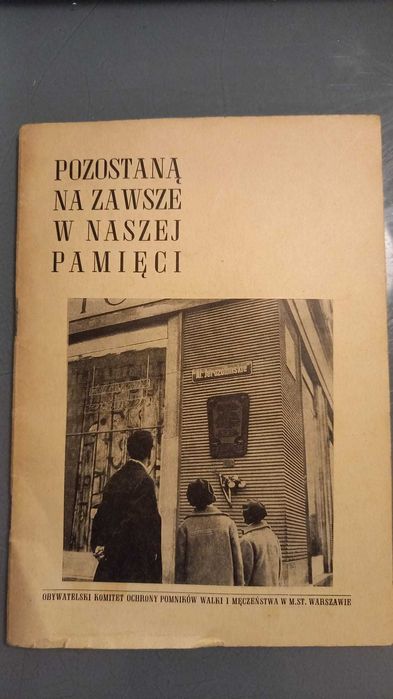 POZOSTANĄ
NA ZAWSZE
W NASZEJ
PAMIĘCI
Al. Jerozolimskie
OBYWATELSKI KOMITET OCHRONY POMNIKÓW WALKI I MĘCZEŃSTWA W M.ST. WARSZAWIE